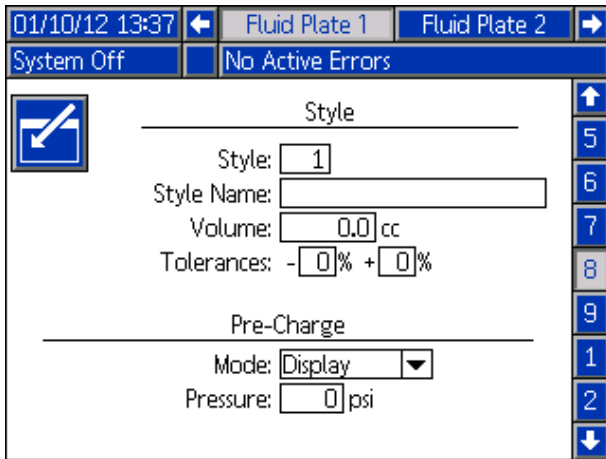 01/10/12 13:37 Fluid Plate 1 Fluid Plate 2
System Off No Active Errors
Style
Style: 1
Style Name:
Volume: 0.0 cc
Tolerances: - 0 % + 0 %
Pre-Charge
Mode: Display
Pressure: 0 psi
5
6
7
8
9
1
2